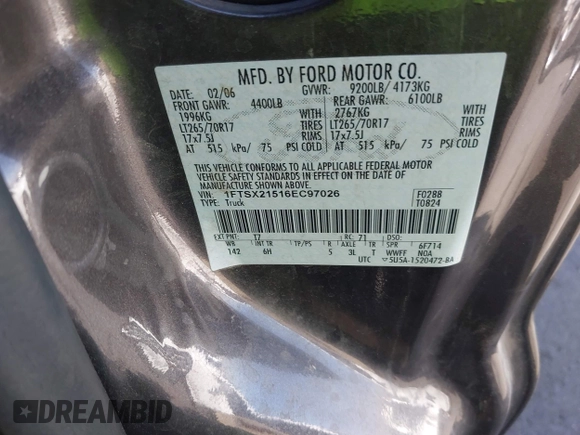 MFD. BY FORD MOTOR CO.
DATE: 02/06 GVWR: 9200LB/ 4173KG
FRONT GAWR: 4400LB REAR GAWR: 6100LB
1996KG WITH 2767KG WITH
LT265/70R17 TIRES LT265/70R17 TIRES
17x7.5J RIMS 17x7.5J RIMS
AT 515 kPa/ 75 PSI COLD AT 515 kPa/ 75 PSI COLD
THIS VEHICLE CONFORMS TO ALL APPLICABLE FEDERAL MOTOR
VEHICLE SAFETY STANDARDS IN EFFECT ON THE DATE OF
MANUFACTURE SHOWN ABOVE.
VIN: 1FTSX21516EC97026 F0288
TYPE: Truck T0824
EXT PNT: T7 RC: 71 DSO:
WB INT TR TP/PS R AXLE TR SPR 6F714
142 6H 5 3L T WWFF NOA
UTC 5U5A-1520472-BA
DREAMBID